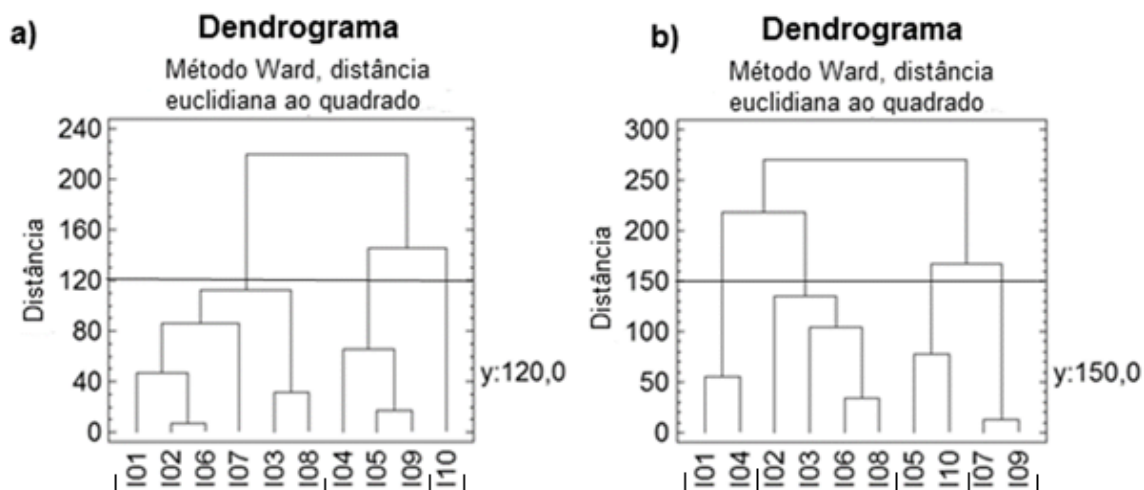 a) Dendrograma
Método Ward, distância
euclidiana ao quadrado
240
200
160
120
80
40
0
Distância
y:120,0
I01 I02 I06 I07 I03 I08 I04 I05 I09 I10
b) Dendrograma
Método Ward, distância
euclidiana ao quadrado
300
250
200
150
100
50
0
Distância
y:150,0
I01 I04 I02 I03 I06 I08 I05 I10 I07 I09